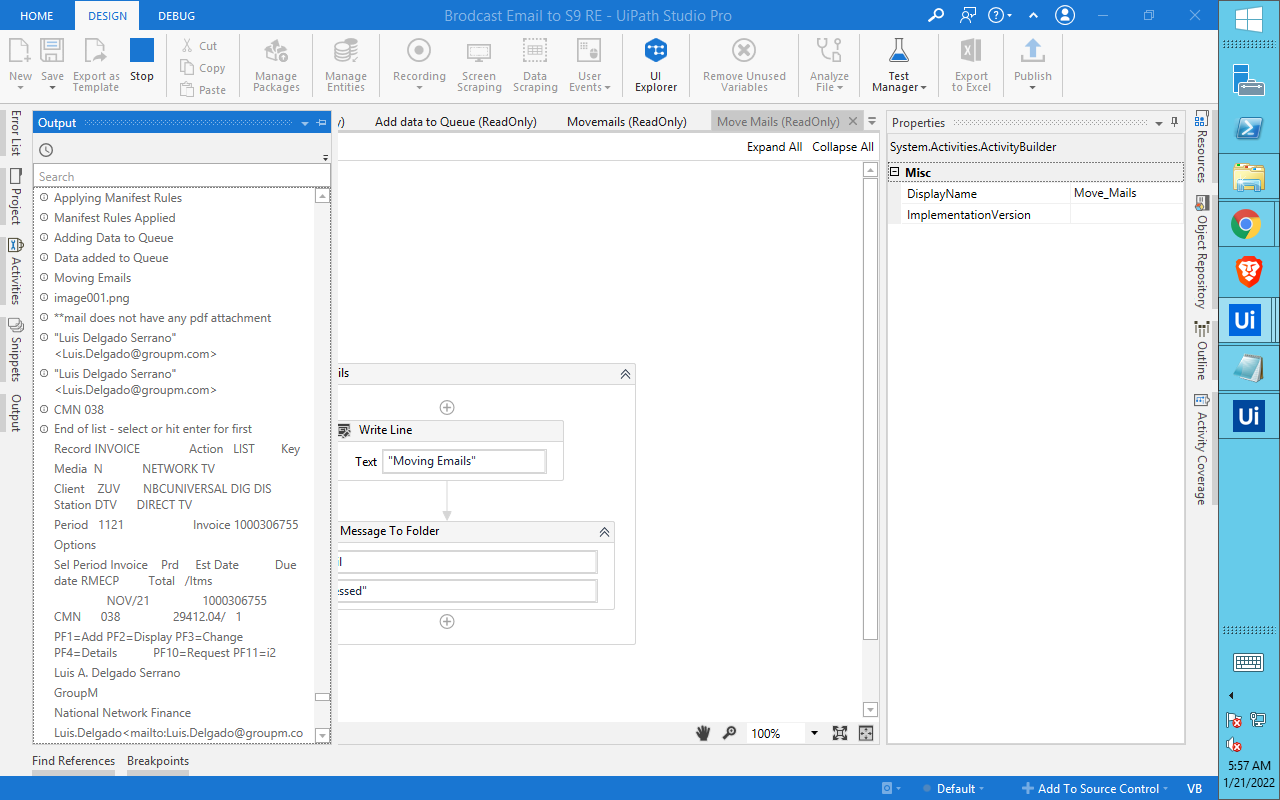 HOME DESIGN DEBUG Brodcast Email to S9 RE - UiPath Studio Pro
New Save Export as Template Stop
Cut
Copy
Paste
Manage Packages
Manage Entities
Recording
Screen Scraping
Data Scraping
User Events
UI Explorer
Remove Unused Variables
Analyze File
Test Manager
Export to Excel
Publish
Error List
Project
Activities
Snippets
Output
Output
Search
Applying Manifest Rules
Manifest Rules Applied
Adding Data to Queue
Data added to Queue
Moving Emails
image001.png
**mail does not have any pdf attachment
"Luis Delgado Serrano"
<Luis.Delgado@groupm.com>
"Luis Delgado Serrano"
<Luis.Delgado@groupm.com>
CMN 038
End of list - select or hit enter for first
Record INVOICE Action LIST Key
Media N NETWORK TV
Client ZUV NBCUNIVERSAL DIG DIS
Station DTV DIRECT TV
Period 1121 Invoice 1000306755
Options
Sel Period Invoice Prd Est Date Due
date RMECP Total /Itms
NOV/21 1000306755
CMN 038 29412.04/ 1
PF1=Add PF2=Display PF3=Change
PF4=Details PF10=Request PF11=i2
Luis A. Delgado Serrano
GroupM
National Network Finance
Luis.Delgado<mailto:Luis.Delgado@groupm.co
y) Add data to Queue (ReadOnly) Movemails (ReadOnly) Move Mails (ReadOnly)
Expand All Collapse All
ils
Write Line
Text "Moving Emails"
Message To Folder
il
essed"
100%
Properties
System.Activities.ActivityBuilder
Misc
DisplayName Move_Mails
ImplementationVersion
Resources
Object Repository
Outline
Activity Coverage
Find References Breakpoints
Default Add To Source Control VB
Ui
Ui
5:57 AM
1/21/2022